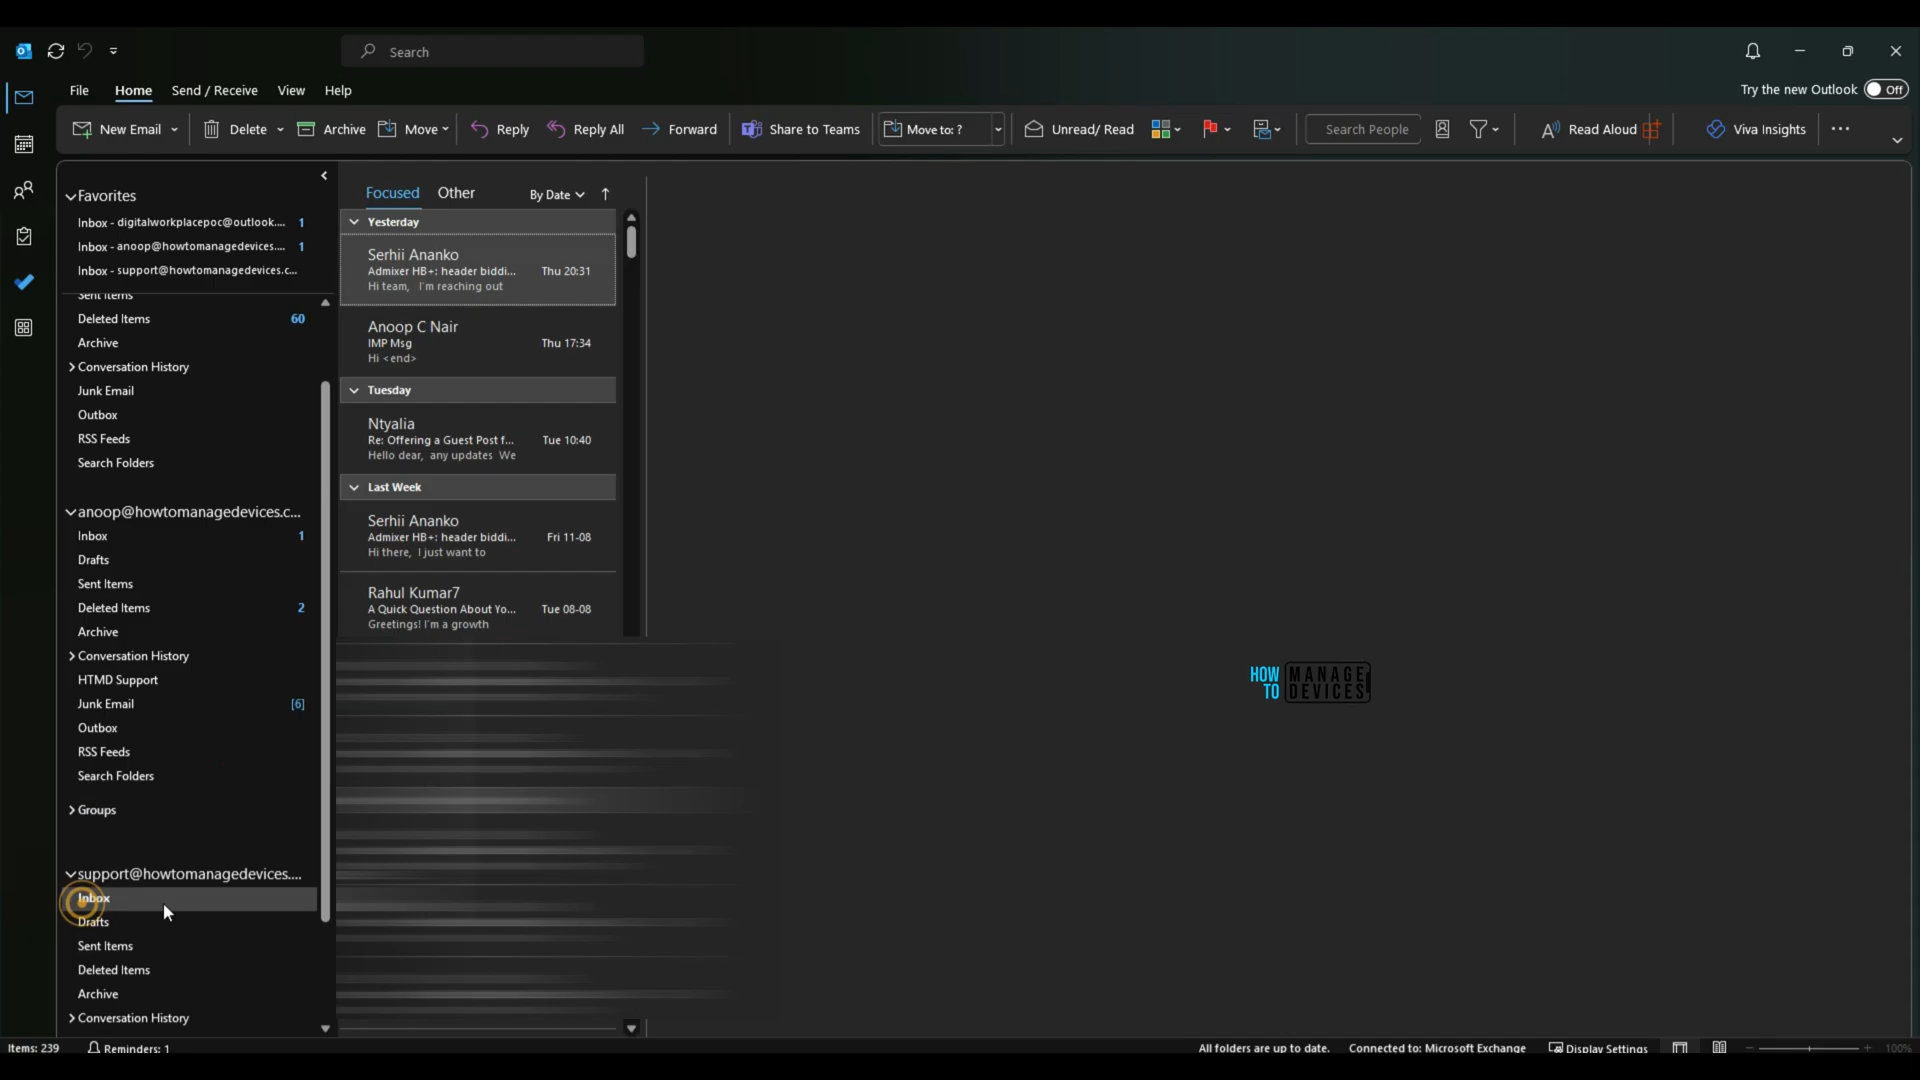 Search
File Home Send / Receive View Help
Try the new Outlook Off
New Email Delete Archive Move Reply Reply All Forward Share to Teams Move to: ? Unread/ Read Search People Read Aloud Viva Insights ...
Favorites
Inbox - digitalworkplacepoc@outlook.... 1
Inbox - anoop@howtomanagedevices.... 1
Inbox - support@howtomanagedevices.c...
Sent Items
Deleted Items 60
Archive
Conversation History
Junk Email
Outbox
RSS Feeds
Search Folders
anoop@howtomanagedevices.c...
Inbox 1
Drafts
Sent Items
Deleted Items 2
Archive
Conversation History
HTMD Support
Junk Email [6]
Outbox
RSS Feeds
Search Folders
Groups
support@howtomanagedevices....
Inbox
Drafts
Sent Items
Deleted Items
Archive
Conversation History
Focused Other By Date
Yesterday
Serhii Ananko
Admixer HB+: header biddi... Thu 20:31
Hi team, I'm reaching out
Anoop C Nair
IMP Msg Thu 17:34
Hi <end>
Tuesday
Ntyalia
Re: Offering a Guest Post f... Tue 10:40
Hello dear, any updates We
Last Week
Serhii Ananko
Admixer HB+: header biddi... Fri 11-08
Hi there, I just want to
Rahul Kumar7
A Quick Question About Yo... Tue 08-08
Greetings! I'm a growth
HOW MANAGE
TO DEVICES
Items: 239 Reminders: 1 All folders are up to date. Connected to: Microsoft Exchange Display Settings 100%